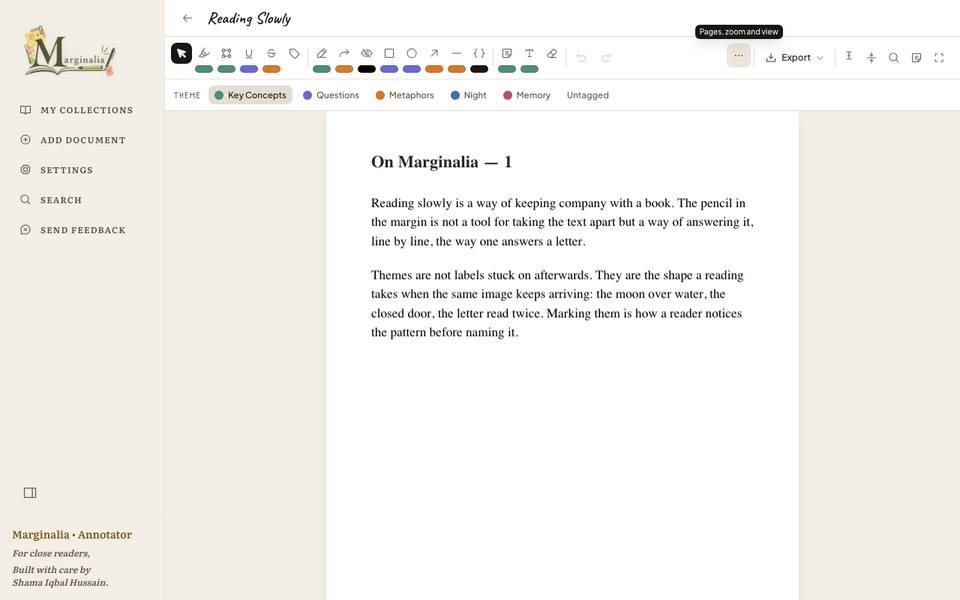 Marginalia
MY COLLECTIONS
ADD DOCUMENT
SETTINGS
SEARCH
SEND FEEDBACK
Marginalia • Annotator
For close readers,
Built with care by
Shama Iqbal Hussain.
Reading Slowly
Pages, zoom and view
Export
THEME Key Concepts Questions Metaphors Night Memory Untagged
On Marginalia — 1
Reading slowly is a way of keeping company with a book. The pencil in
the margin is not a tool for taking the text apart but a way of answering it,
line by line, the way one answers a letter.
Themes are not labels stuck on afterwards. They are the shape a reading
takes when the same image keeps arriving: the moon over water, the
closed door, the letter read twice. Marking them is how a reader notices
the pattern before naming it.